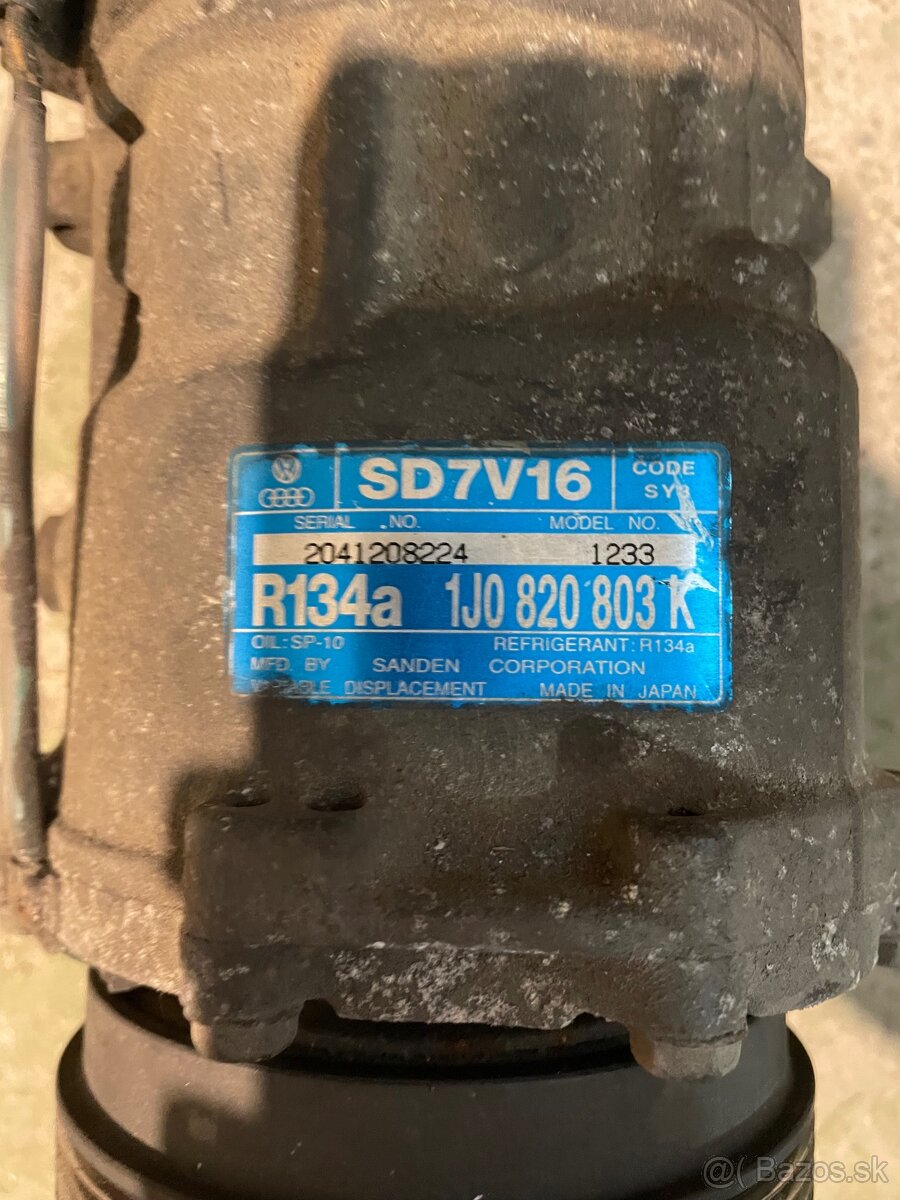 SD7V16
CODE
SERIAL NO. MODEL NO.
2041208224 1233
R134a 1J0 820 803 K
OIL: SP-10 REFRIGERANT: R134a
MFD. BY SANDEN CORPORATION
VARIABLE DISPLACEMENT MADE IN JAPAN
@( Bazos.sk